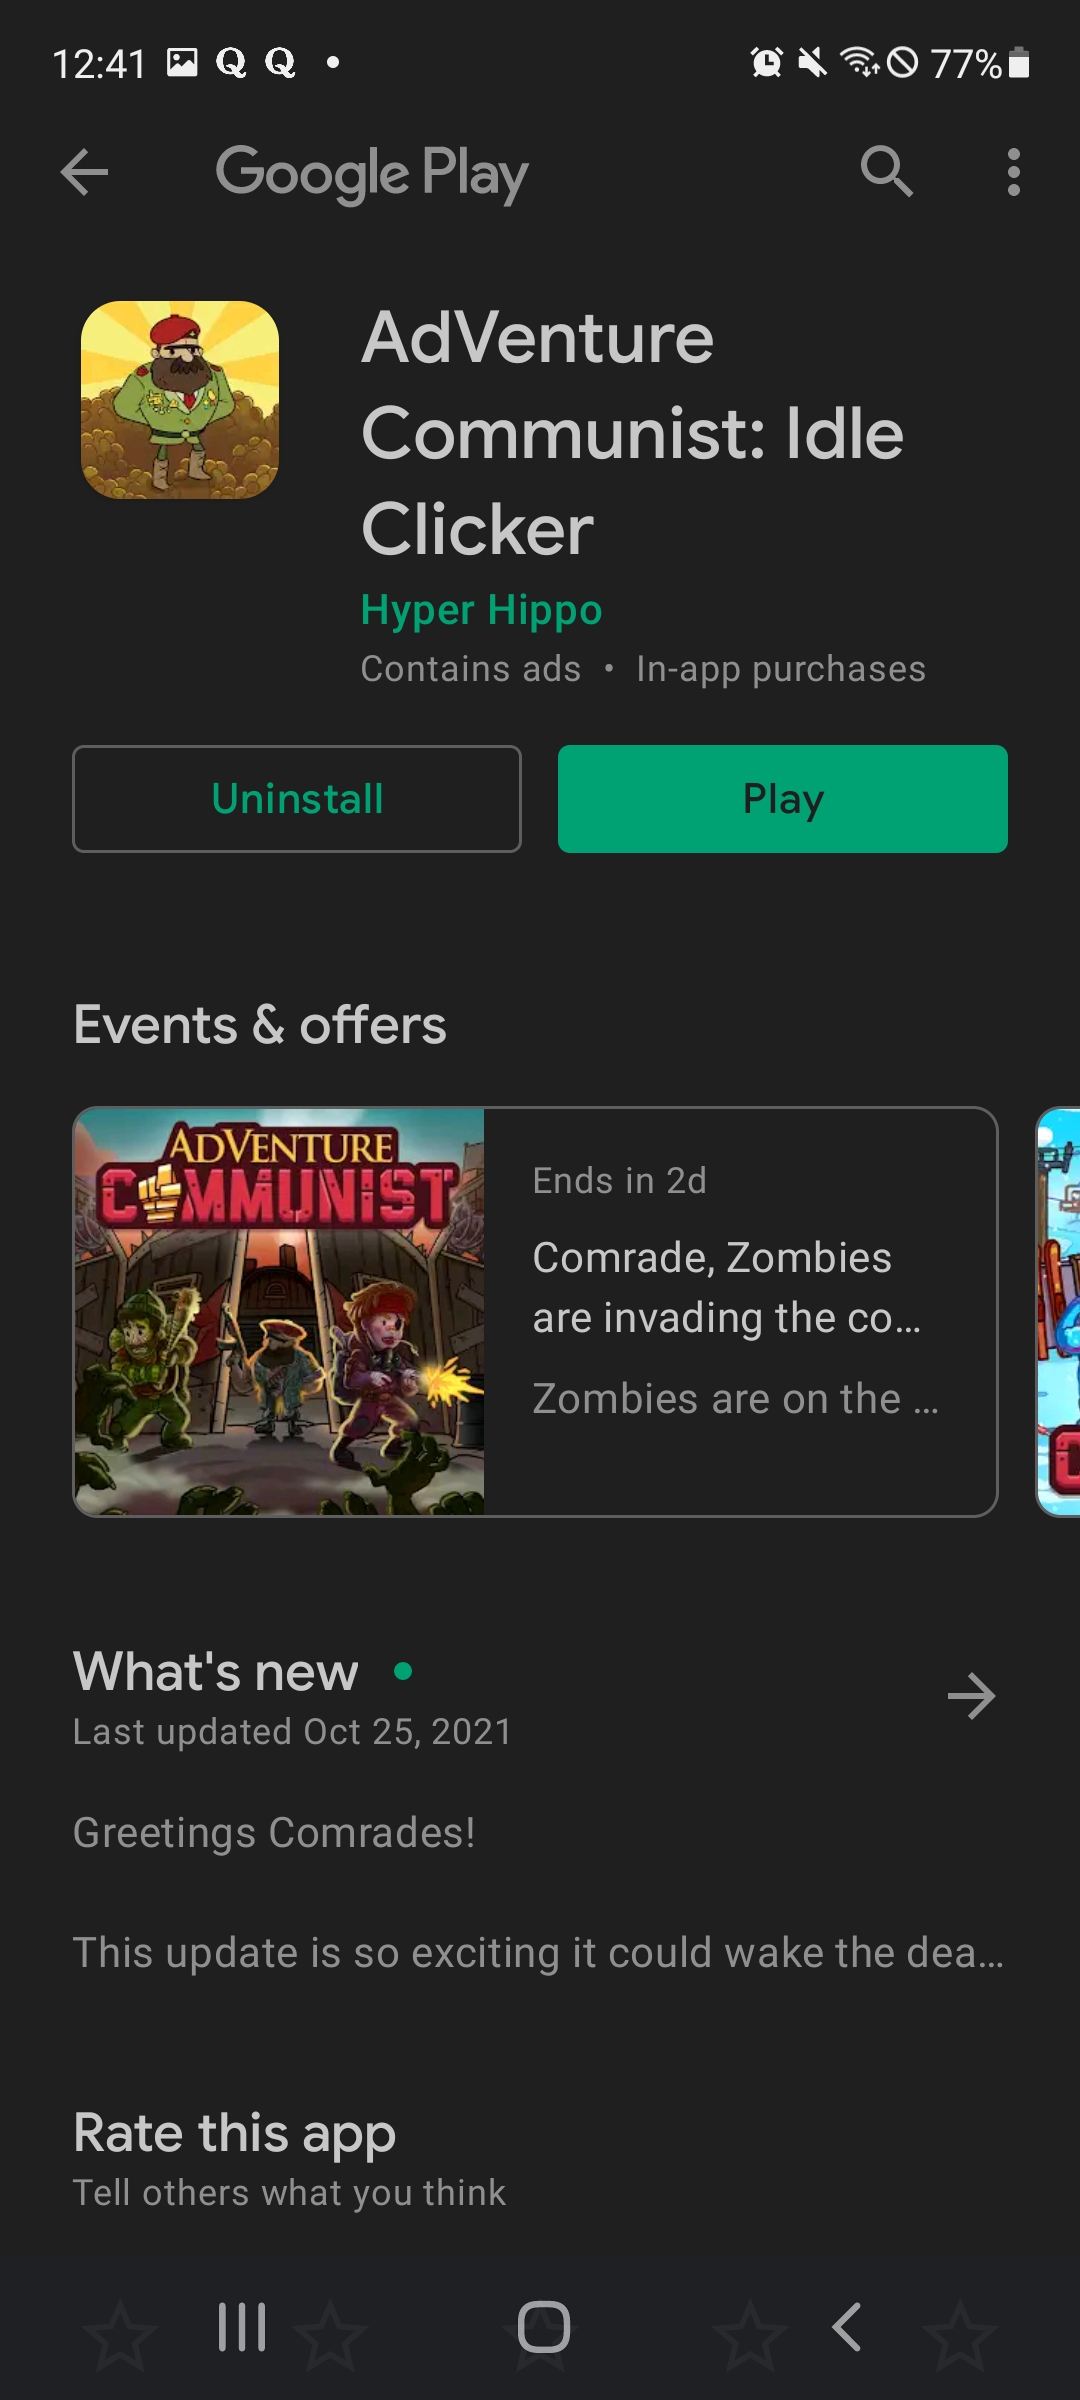 12:41
77%
Google Play
AdVenture
Communist: Idle
Clicker
Hyper Hippo
Contains ads • In-app purchases
Uninstall
Play
Events & offers
ADVENTURE
COMMUNIST
Ends in 2d
Comrade, Zombies
are invading the co...
Zombies are on the ...
What's new
Last updated Oct 25, 2021
Greetings Comrades!
This update is so exciting it could wake the dea...
Rate this app
Tell others what you think